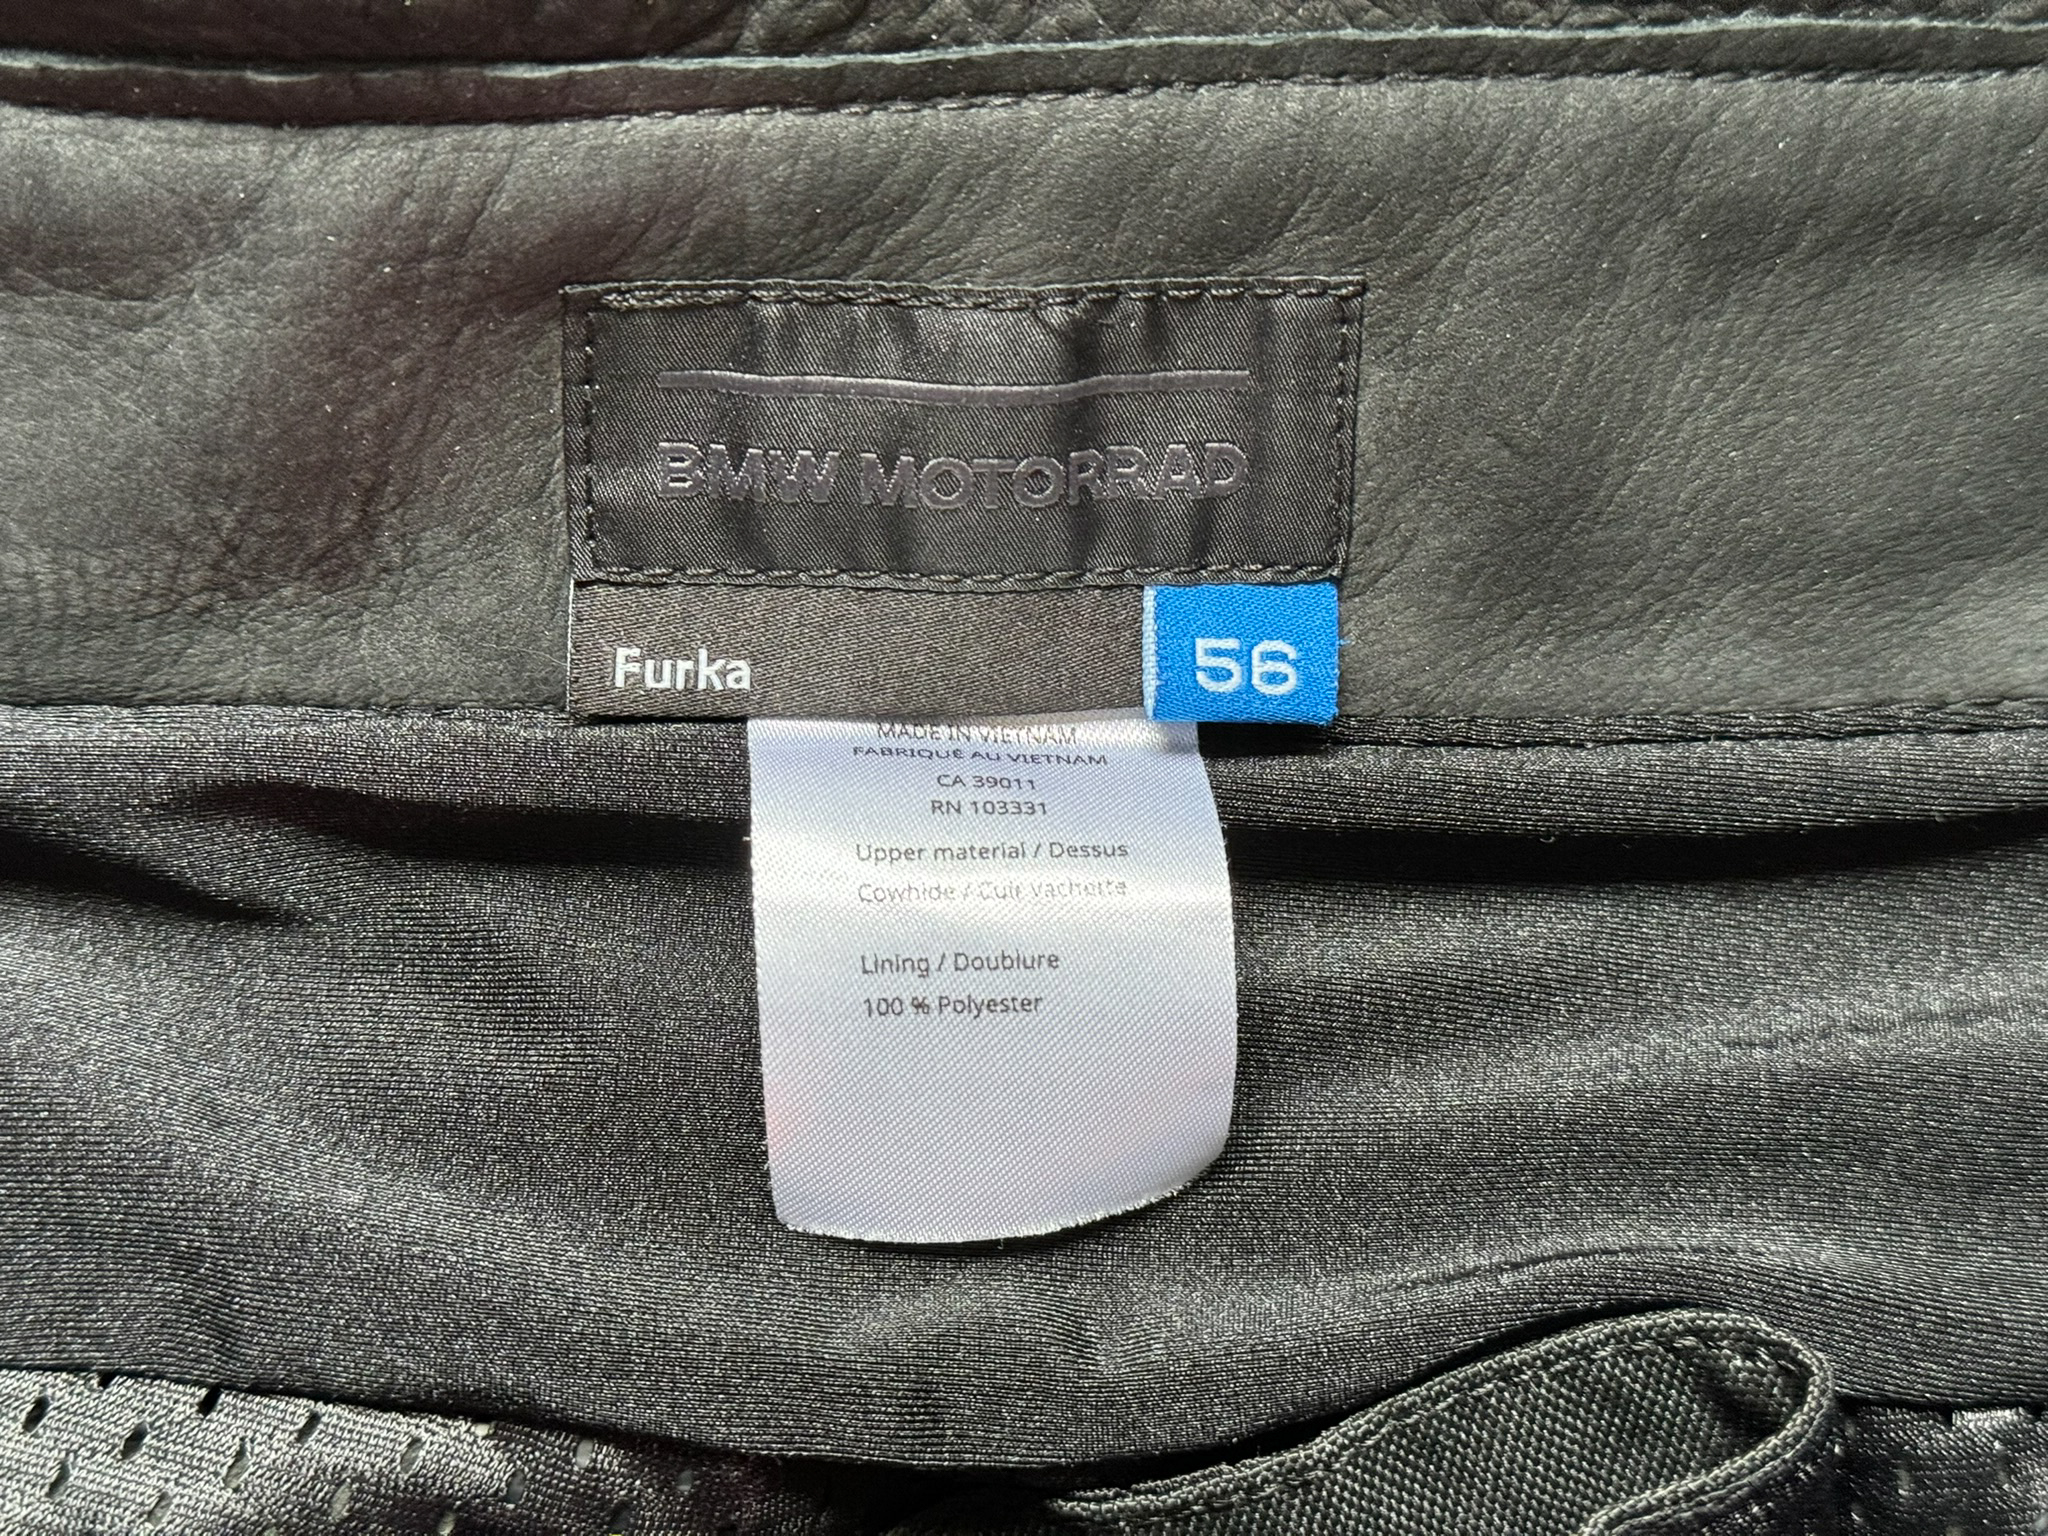 BMW MOTORRAD
Furka
56
MADE IN VIETNAM
FABRIQUÉ AU VIETNAM
CA 39011
RN 103331
Upper material / Dessus
Cowhide / Cuir vachette
Lining / Doublure
100 % Polyester